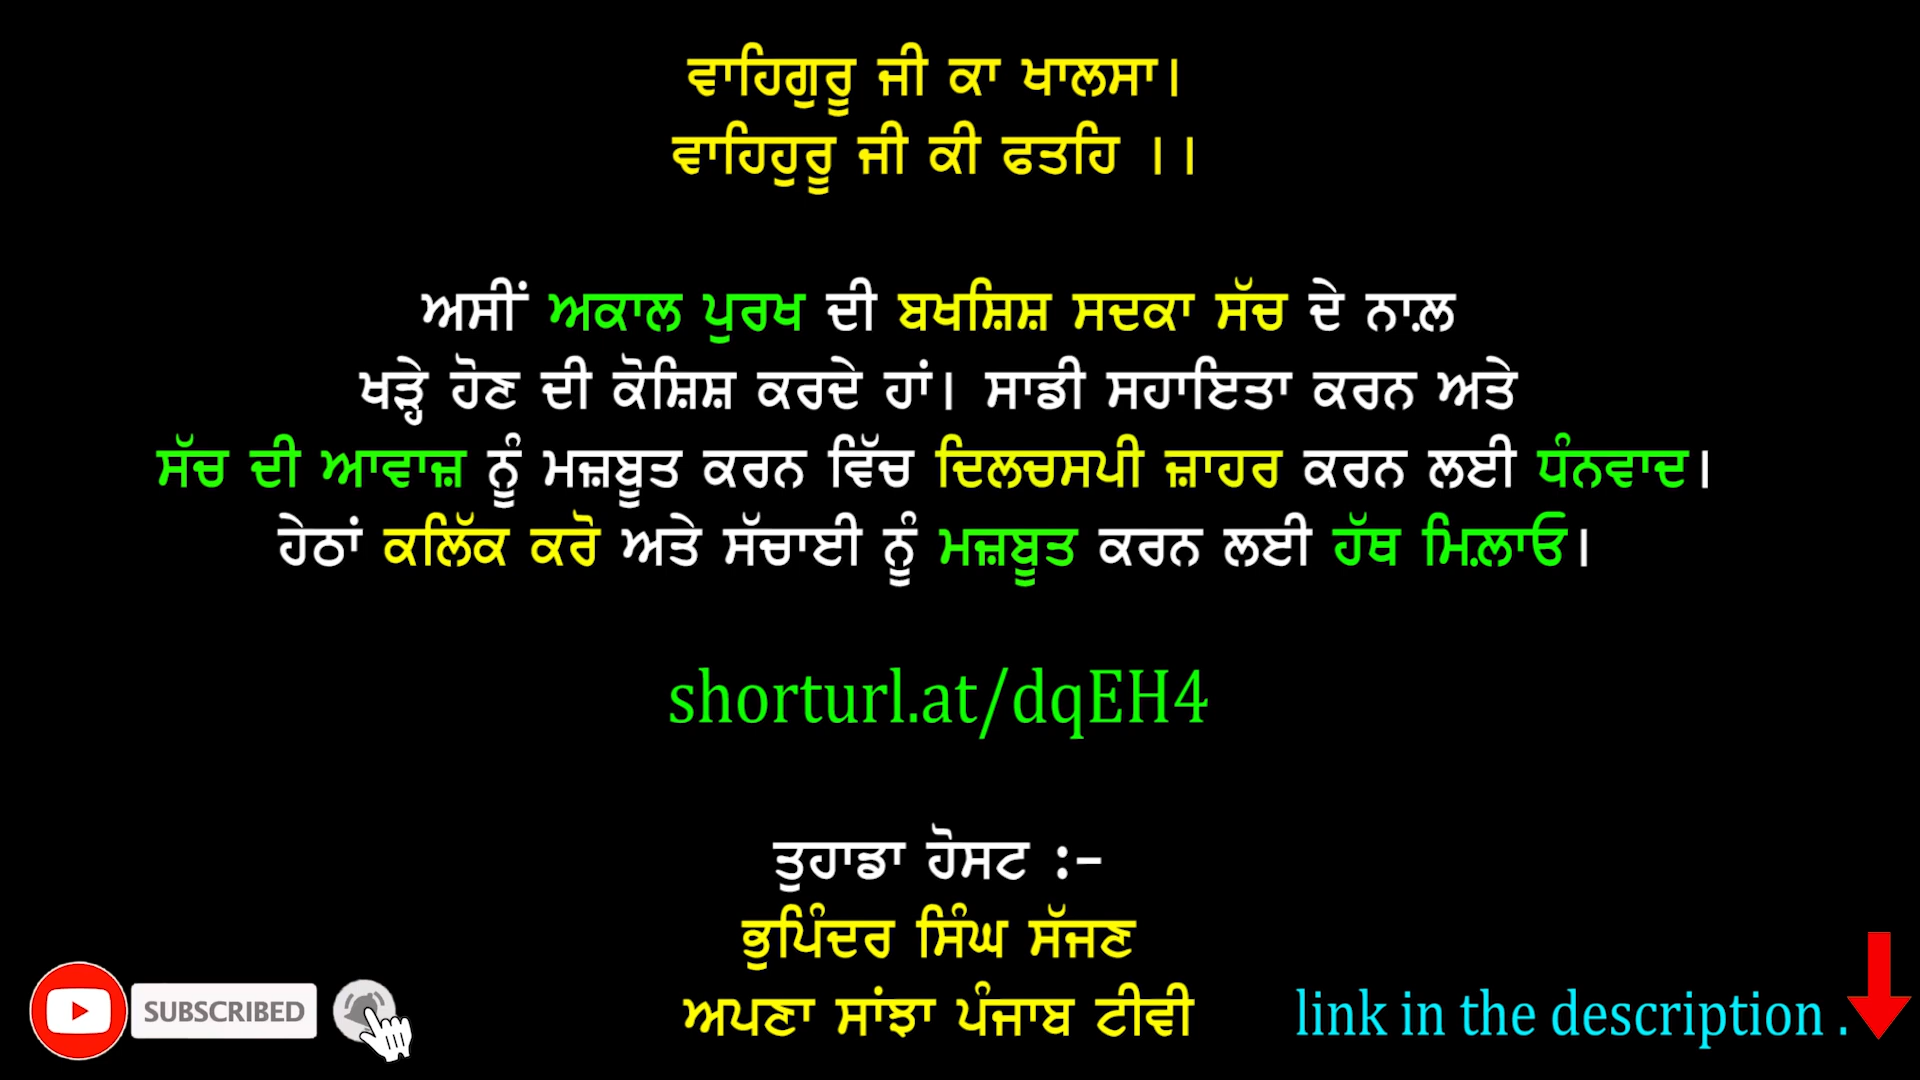 ਵਾਹਿਗੁਰੂ ਜੀ ਕਾ ਖਾਲਸਾ।
ਵਾਹਿਹੁਰੂ ਜੀ ਕੀ ਫਤਹਿ ।।
ਅਸੀਂ ਅਕਾਲ ਪੁਰਖ ਦੀ ਬਖਸ਼ਿਸ਼ ਸਦਕਾ ਸੱਚ ਦੇ ਨਾਲ਼
ਖੜ੍ਹੇ ਹੋਣ ਦੀ ਕੋਸ਼ਿਸ਼ ਕਰਦੇ ਹਾਂ। ਸਾਡੀ ਸਹਾਇਤਾ ਕਰਨ ਅਤੇ
ਸੱਚ ਦੀ ਆਵਾਜ਼ ਨੂੰ ਮਜ਼ਬੂਤ ਕਰਨ ਵਿੱਚ ਦਿਲਚਸਪੀ ਜ਼ਾਹਰ ਕਰਨ ਲਈ ਧੰਨਵਾਦ।
ਹੇਠਾਂ ਕਲਿੱਕ ਕਰੋ ਅਤੇ ਸੱਚਾਈ ਨੂੰ ਮਜ਼ਬੂਤ ਕਰਨ ਲਈ ਹੱਥ ਮਿਲ਼ਾਓ।
shorturl.at/dqEH4
ਤੁਹਾਡਾ ਹੋਸਟ :-
ਭੁਪਿੰਦਰ ਸਿੰਘ ਸੱਜਣ
ਅਪਣਾ ਸਾਂਝਾ ਪੰਜਾਬ ਟੀਵੀ
SUBSCRIBED
link in the description .